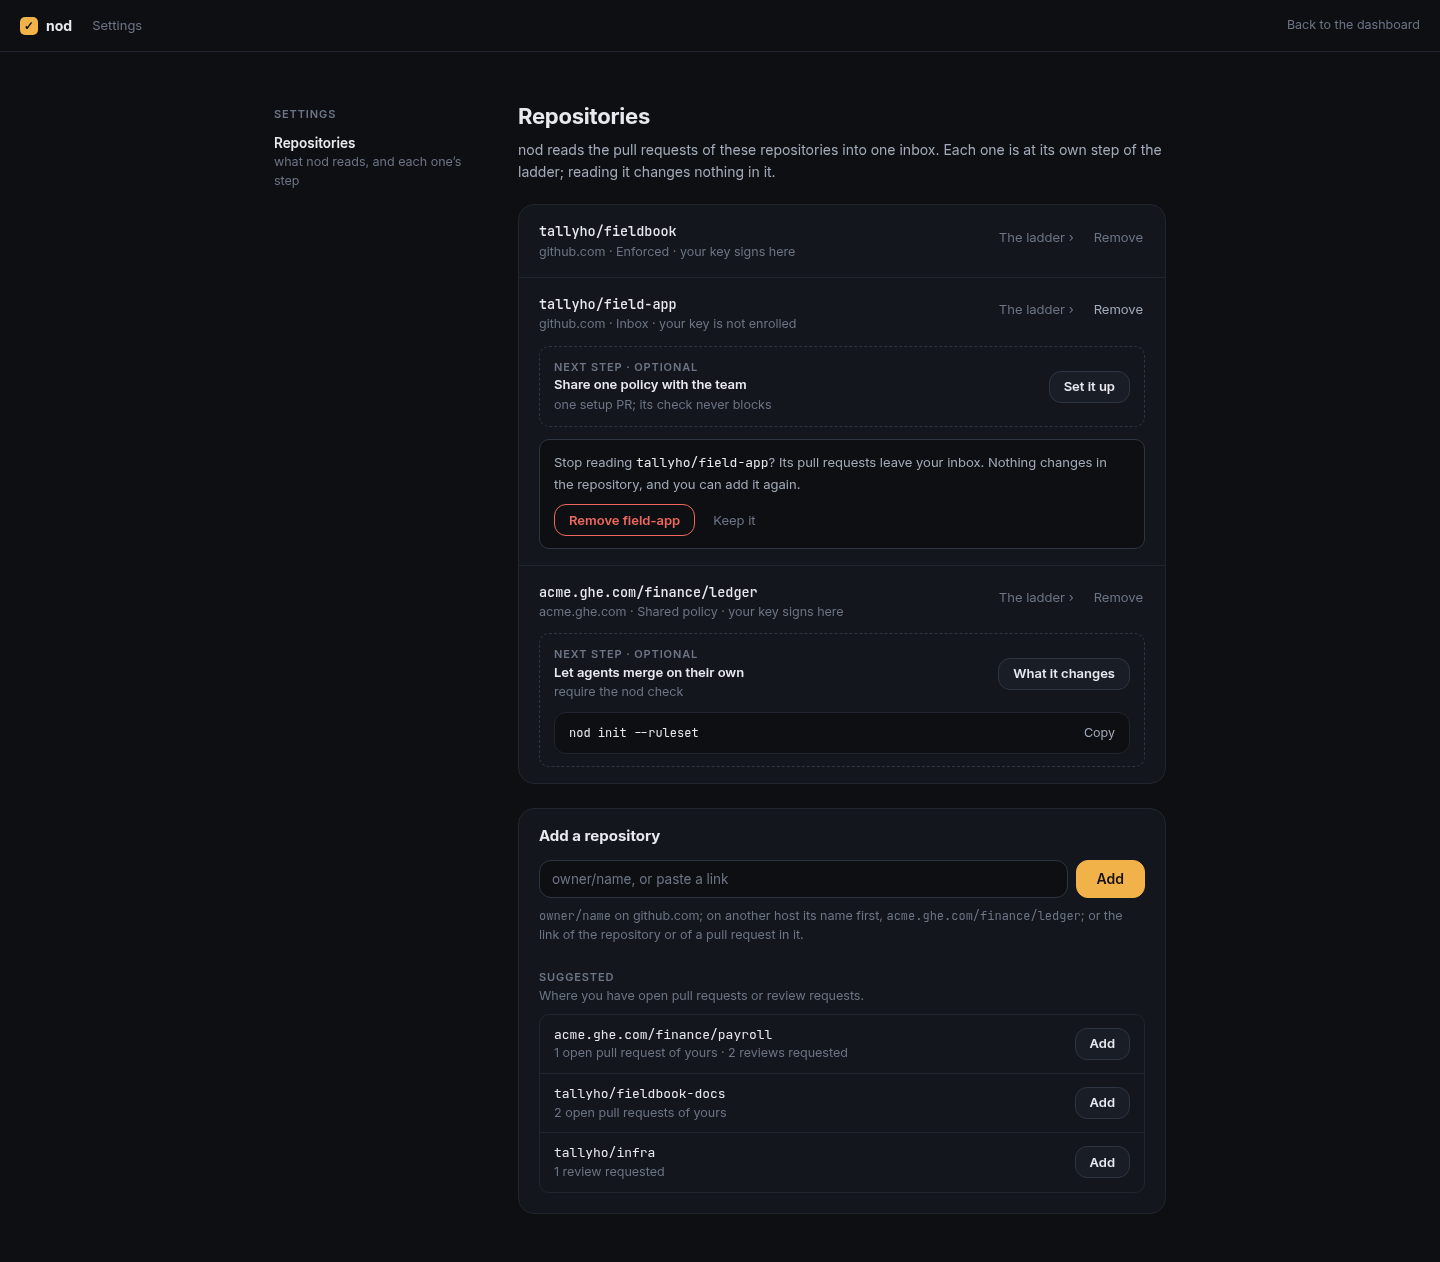 ✓ nod Settings Back to the dashboard
SETTINGS
Repositories
what nod reads, and each one's
step
Repositories
nod reads the pull requests of these repositories into one inbox. Each one is at its own step of the
ladder; reading it changes nothing in it.
tallyho/fieldbook
github.com · Enforced · your key signs here
The ladder › Remove
tallyho/field-app
github.com · Inbox · your key is not enrolled
The ladder › Remove
NEXT STEP · OPTIONAL
Share one policy with the team
one setup PR; its check never blocks
Set it up
Stop reading tallyho/field-app? Its pull requests leave your inbox. Nothing changes in
the repository, and you can add it again.
Remove field-app Keep it
acme.ghe.com/finance/ledger
acme.ghe.com · Shared policy · your key signs here
The ladder › Remove
NEXT STEP · OPTIONAL
Let agents merge on their own
require the nod check
What it changes
nod init --ruleset Copy
Add a repository
owner/name, or paste a link Add
owner/name on github.com; on another host its name first, acme.ghe.com/finance/ledger; or the
link of the repository or of a pull request in it.
SUGGESTED
Where you have open pull requests or review requests.
acme.ghe.com/finance/payroll
1 open pull request of yours · 2 reviews requested
Add
tallyho/fieldbook-docs
2 open pull requests of yours
Add
tallyho/infra
1 review requested
Add